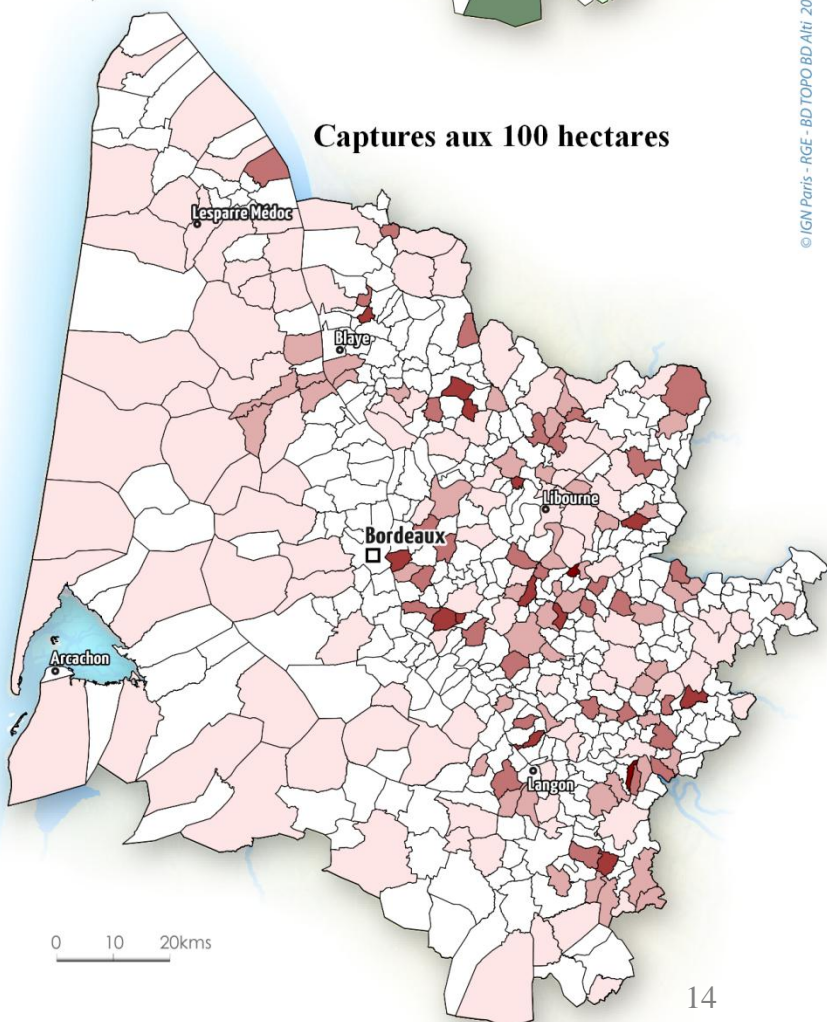 © IGN Paris - RGE - BD TOPO BD Alti 20
Captures aux 100 hectares
Lesparre Médoc
Blaye
Libourne
Bordeaux
Arcachon
Langon
0 10 20kms
14